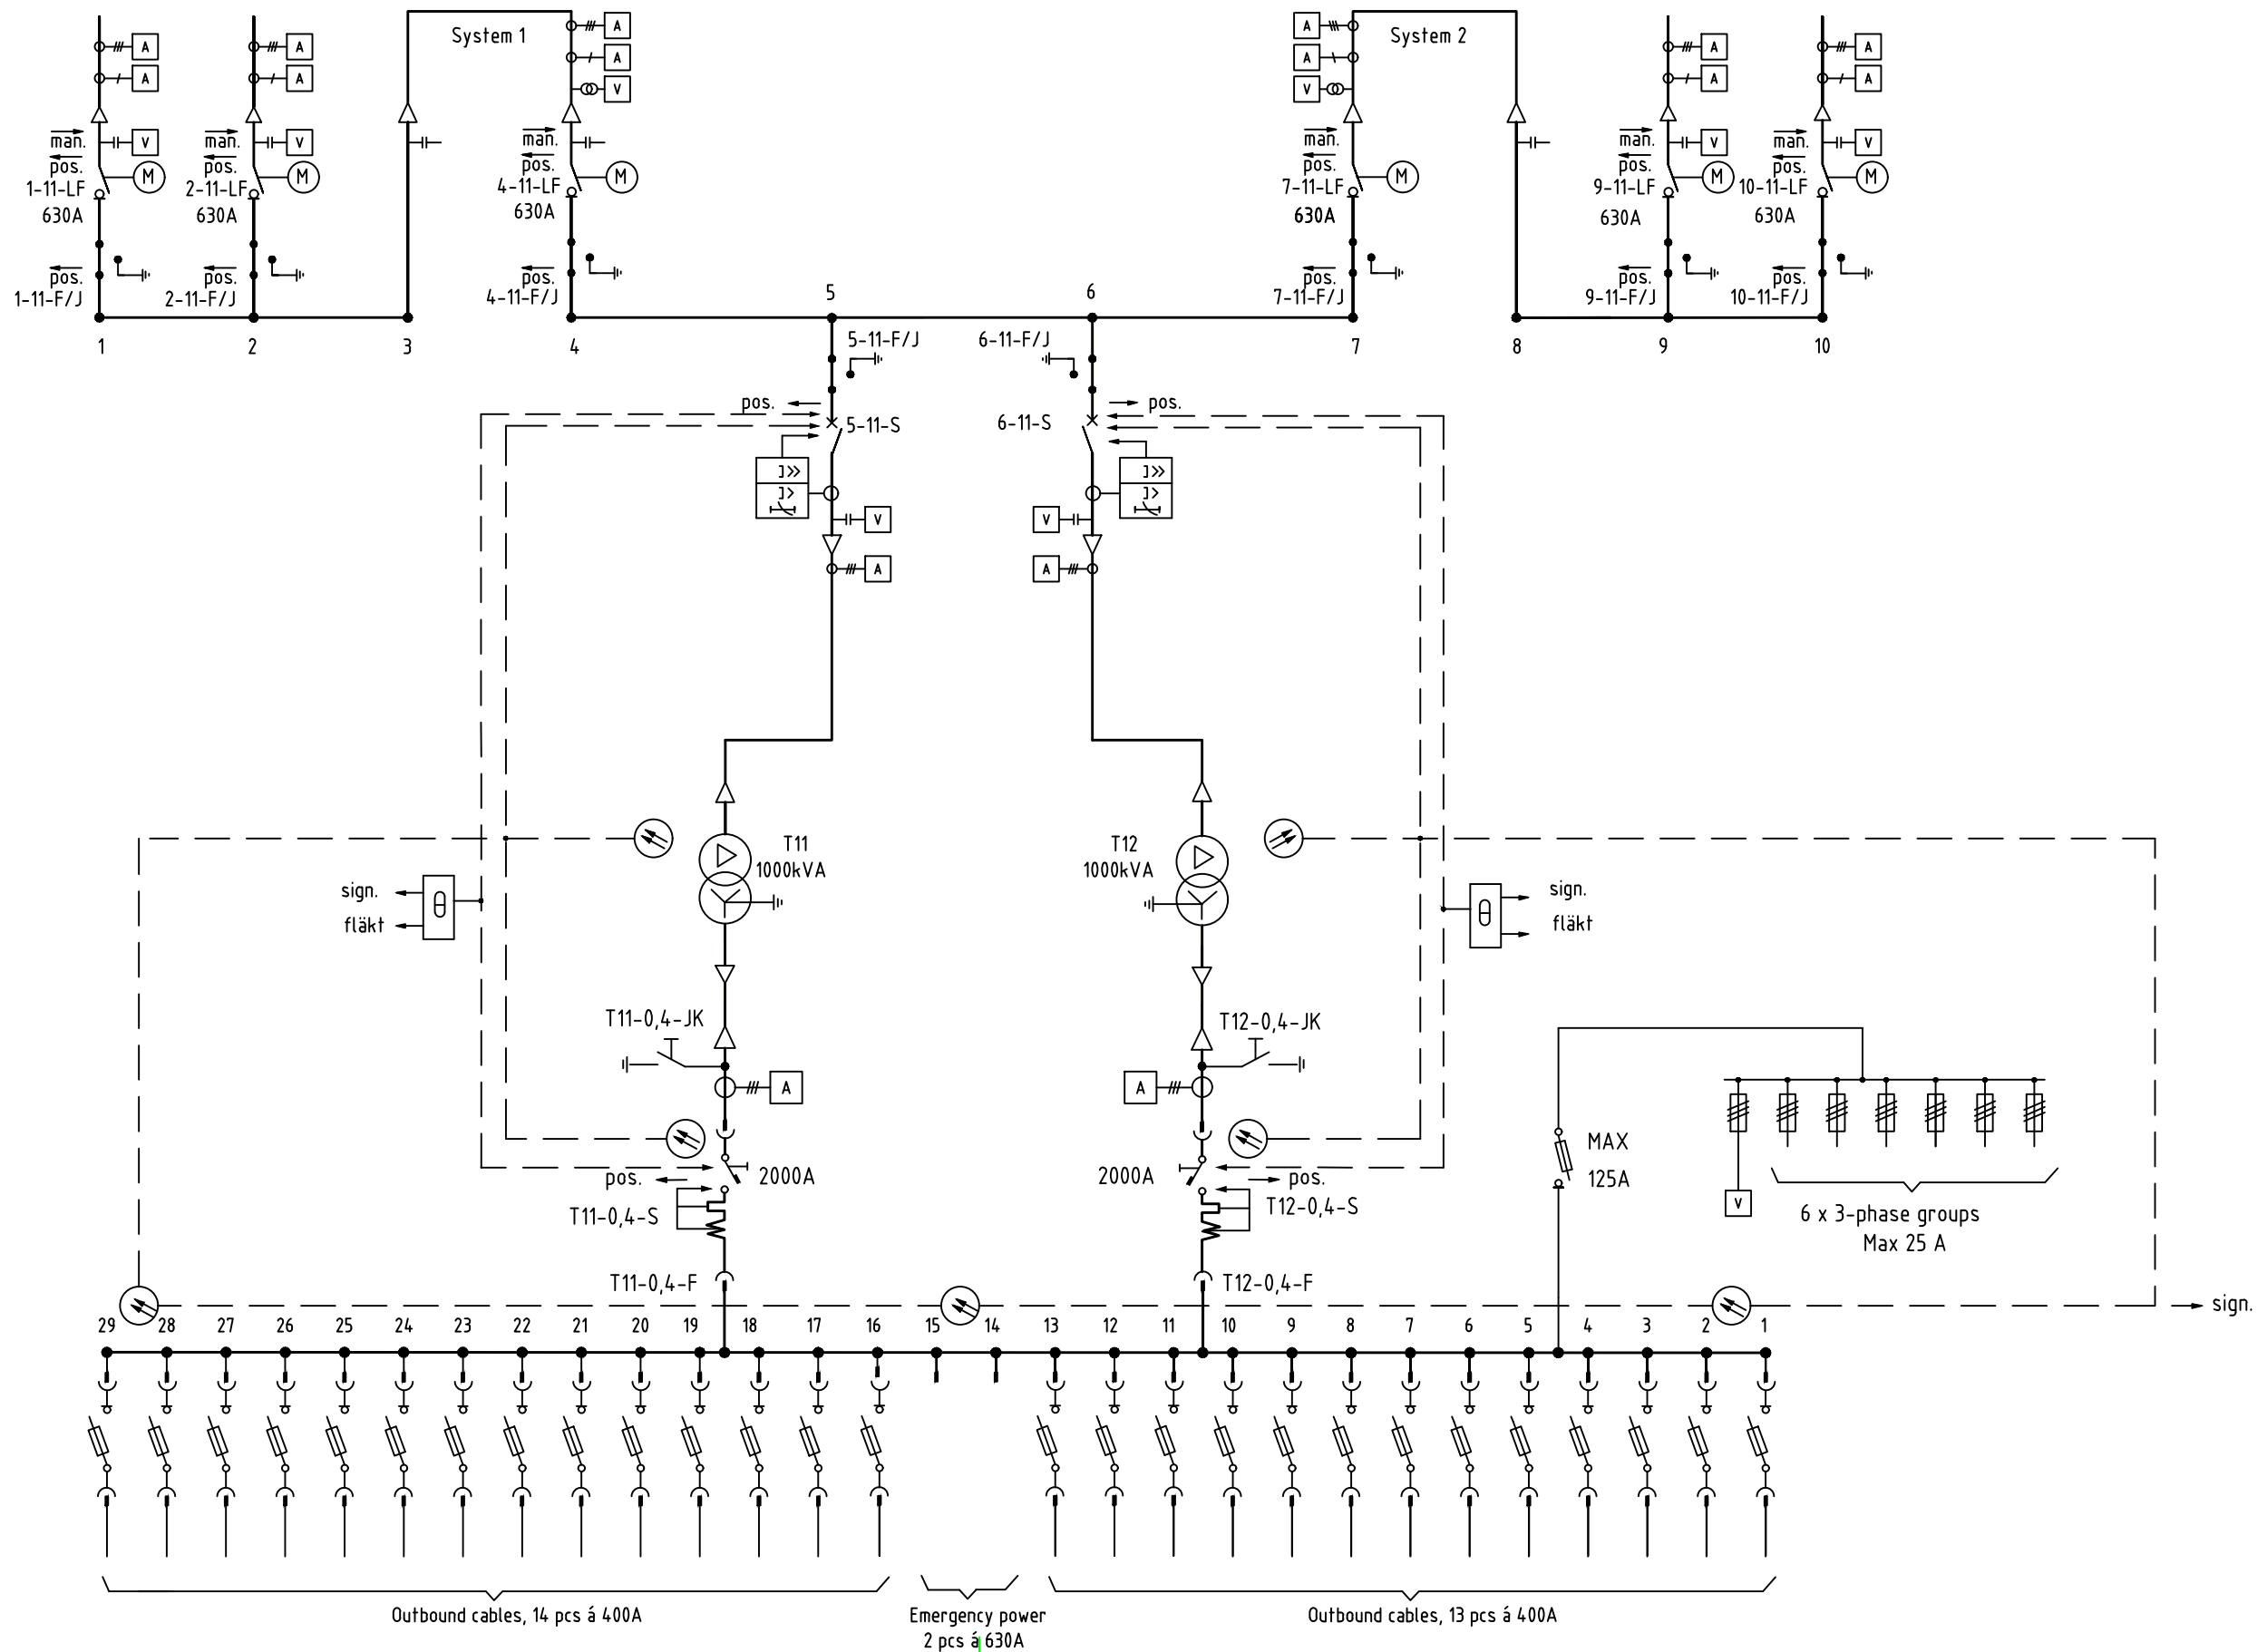 System 1
System 2
A
A
A
A
A
A
V
A
A
V
A
A
A
A
man.
V
man.
V
man.
man.
man.
V
man.
V
pos.
M
pos.
M
pos.
M
pos.
M
pos.
M
pos.
M
1-11-LF
2-11-LF
4-11-LF
7-11-LF
9-11-LF
10-11-LF
630A
630A
630A
630A
630A
630A
pos.
pos.
pos.
pos.
pos.
pos.
1-11-F/J
2-11-F/J
4-11-F/J
7-11-F/J
9-11-F/J
10-11-F/J
5
6
1
2
3
4
7
8
9
10
5-11-F/J
6-11-F/J
pos.
pos.
5-11-S
6-11-S
V
V
A
A
T11
1000kVA
T12
1000kVA
sign.
fläkt
θ
sign.
fläkt
θ
T11-0,4-JK
T12-0,4-JK
A
A
2000A
2000A
pos.
pos.
T11-0,4-S
T12-0,4-S
MAX
125A
V
6 x 3-phase groups
Max 25 A
T11-0,4-F
T12-0,4-F
sign.
29 28 27 26 25 24 23 22 21 20 19 18 17 16 15 14 13 12 11 10 9 8 7 6 5 4 3 2 1
Outbound cables, 14 pcs á 400A
Emergency power
2 pcs á 630A
Outbound cables, 13 pcs á 400A